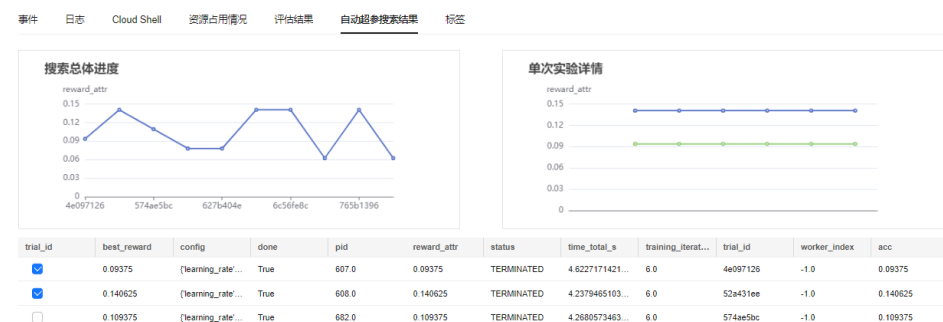 事件 日志 Cloud Shell 资源占用情况 评估结果 自动超参搜索结果 标签
搜索总体进度
reward_attr
0.15
0.12
0.09
0.06
0.03
0
4e097126 574ae5bc 627b404e 6c56fe8c 765b1396
单次实验详情
reward_attr
0.15
0.12
0.09
0.06
0.03
0
trial_id best_reward config done pid reward_attr status time_total_s training_iterat... trial_id worker_index acc
0.09375 {'learning_rate'... True 607.0 0.09375 TERMINATED 4.6227171421... 6.0 4e097126 -1.0 0.09375
0.140625 {'learning_rate'... True 608.0 0.140625 TERMINATED 4.2379465103... 6.0 52a431ee -1.0 0.140625
0.109375 {'learning_rate'... True 682.0 0.109375 TERMINATED 4.2680573463... 6.0 574ae5bc -1.0 0.109375